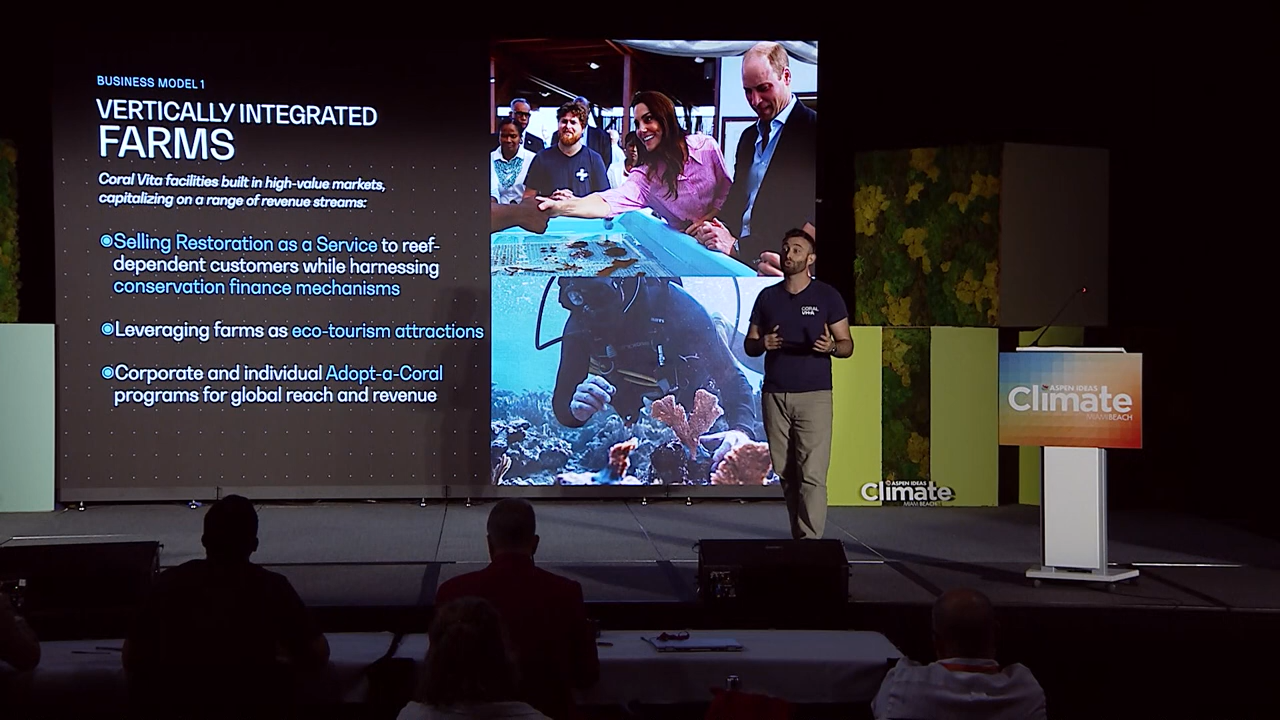 BUSINESS MODEL 1
VERTICALLY INTEGRATED
FARMS
Coral Vita facilities built in high-value markets,
capitalizing on a range of revenue streams:
Selling Restoration as a Service to reef-
dependent customers while harnessing
conservation finance mechanisms
Leveraging farms as eco-tourism attractions
Corporate and individual Adopt-a-Coral
programs for global reach and revenue
CORAL
VITA
ASPEN IDEAS
Climate
MIAMI BEACH
ASPEN IDEAS
Climate
MIAMI BEACH